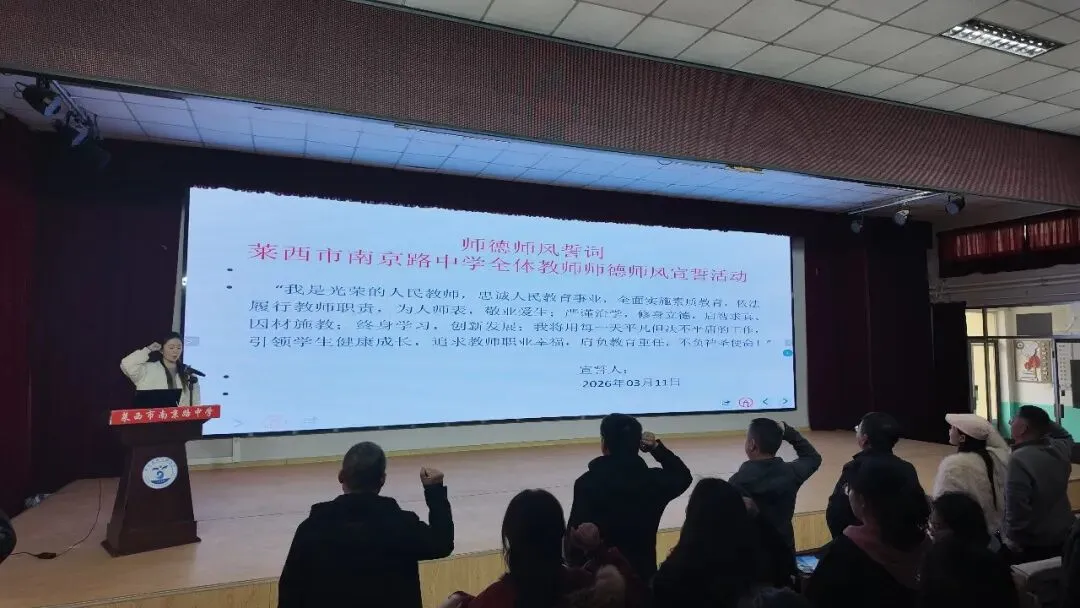 师德师风誓词
莱西市南京路中学全体教师师德师风宣誓活动
“我是光荣的人民教师，忠诚人民教育事业，全面实施素质教育，依法
履行教师职责，为人师表，敬业爱生；严谨治学，修身立德，启智求真，
因材施教；终身学习，创新发展；我将用每一天平凡但决不平庸的工作，
引领学生健康成长，追求教师职业幸福，肩负教育重任，不负神圣使命！”
宣誓人：
2026年03月11日
莱西市南京路中学